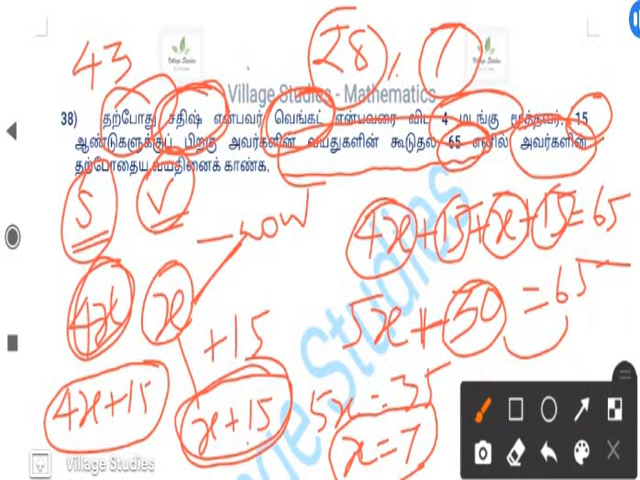 43
28, 7
Village Studies
Village Studies - Mathematics
38) தற்போது சதிஷ் என்பவர் வெங்கட் என்பவரை விட 4 மடங்கு மூத்தவர். 15
ஆண்டுகளுக்குப் பிறகு அவர்களின் வயதுகளின் கூடுதல் 65 எனில் அவர்களின்
தற்போதைய வயதினைக் காண்க.
S V
now
4x x
4x+15+x+15=65
5x+30=65
+15
4x+15 x+15
5x=35
x=7
Village Studies